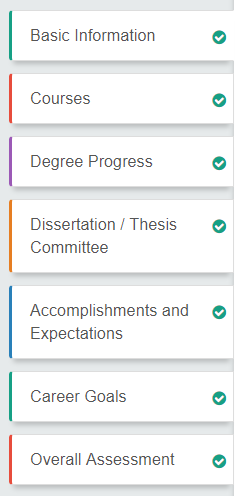 Basic Information
Courses
Degree Progress
Dissertation / Thesis
Committee
Accomplishments and
Expectations
Career Goals
Overall Assessment